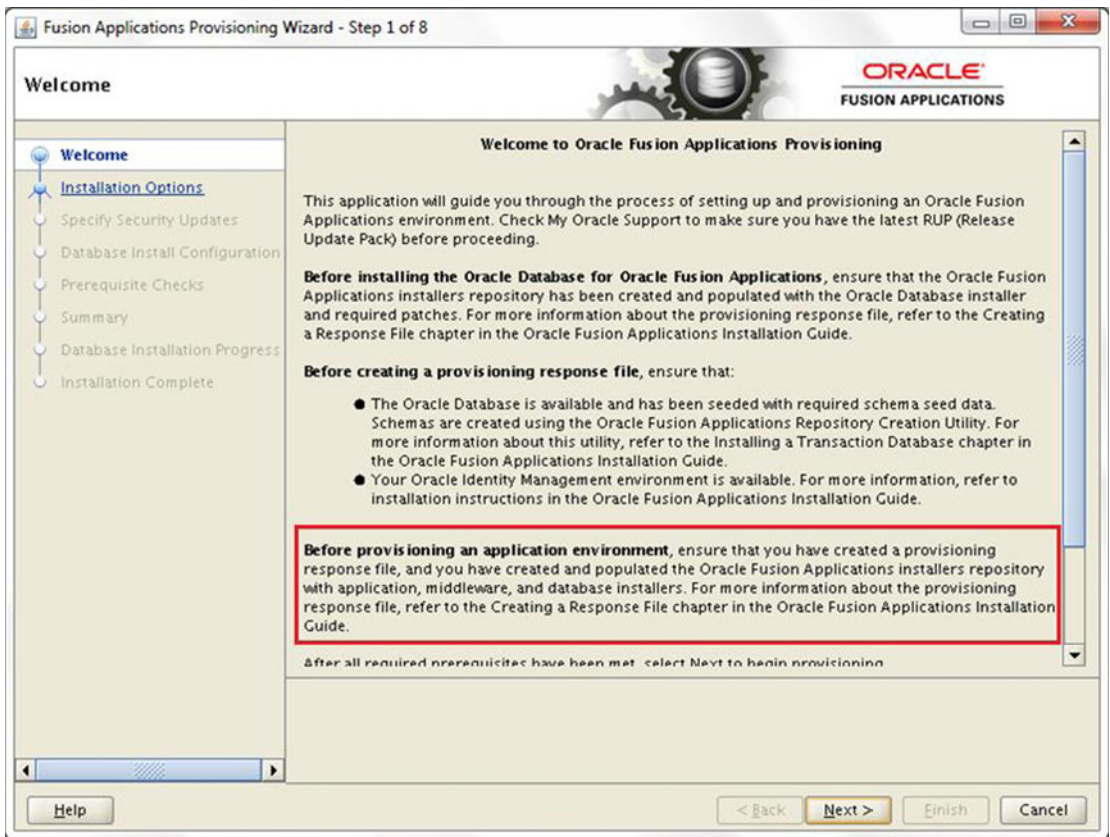 Fusion Applications Provisioning Wizard - Step 1 of 8
Welcome
ORACLE
FUSION APPLICATIONS
Welcome
Installation Options
Specify Security Updates
Database Install Configuration
Prerequisite Checks
Summary
Database Installation Progress
Installation Complete
Welcome to Oracle Fusion Applications Provisioning
This application will guide you through the process of setting up and provisioning an Oracle Fusion
Applications environment. Check My Oracle Support to make sure you have the latest RUP (Release
Update Pack) before proceeding.
Before installing the Oracle Database for Oracle Fusion Applications, ensure that the Oracle Fusion
Applications installers repository has been created and populated with the Oracle Database installer
and required patches. For more information about the provisioning response file, refer to the Creating
a Response File chapter in the Oracle Fusion Applications Installation Guide.
Before creating a provisioning response file, ensure that:
● The Oracle Database is available and has been seeded with required schema seed data.
Schemas are created using the Oracle Fusion Applications Repository Creation Utility. For
more information about this utility, refer to the Installing a Transaction Database chapter in
the Oracle Fusion Applications Installation Guide.
● Your Oracle Identity Management environment is available. For more information, refer to
installation instructions in the Oracle Fusion Applications Installation Guide.
Before provisioning an application environment, ensure that you have created a provisioning
response file, and you have created and populated the Oracle Fusion Applications installers repository
with application, middleware, and database installers. For more information about the provisioning
response file, refer to the Creating a Response File chapter in the Oracle Fusion Applications Installation
Guide.
After all required prerequisites have been met, select Next to begin provisioning
Help
< Back
Next >
Finish
Cancel